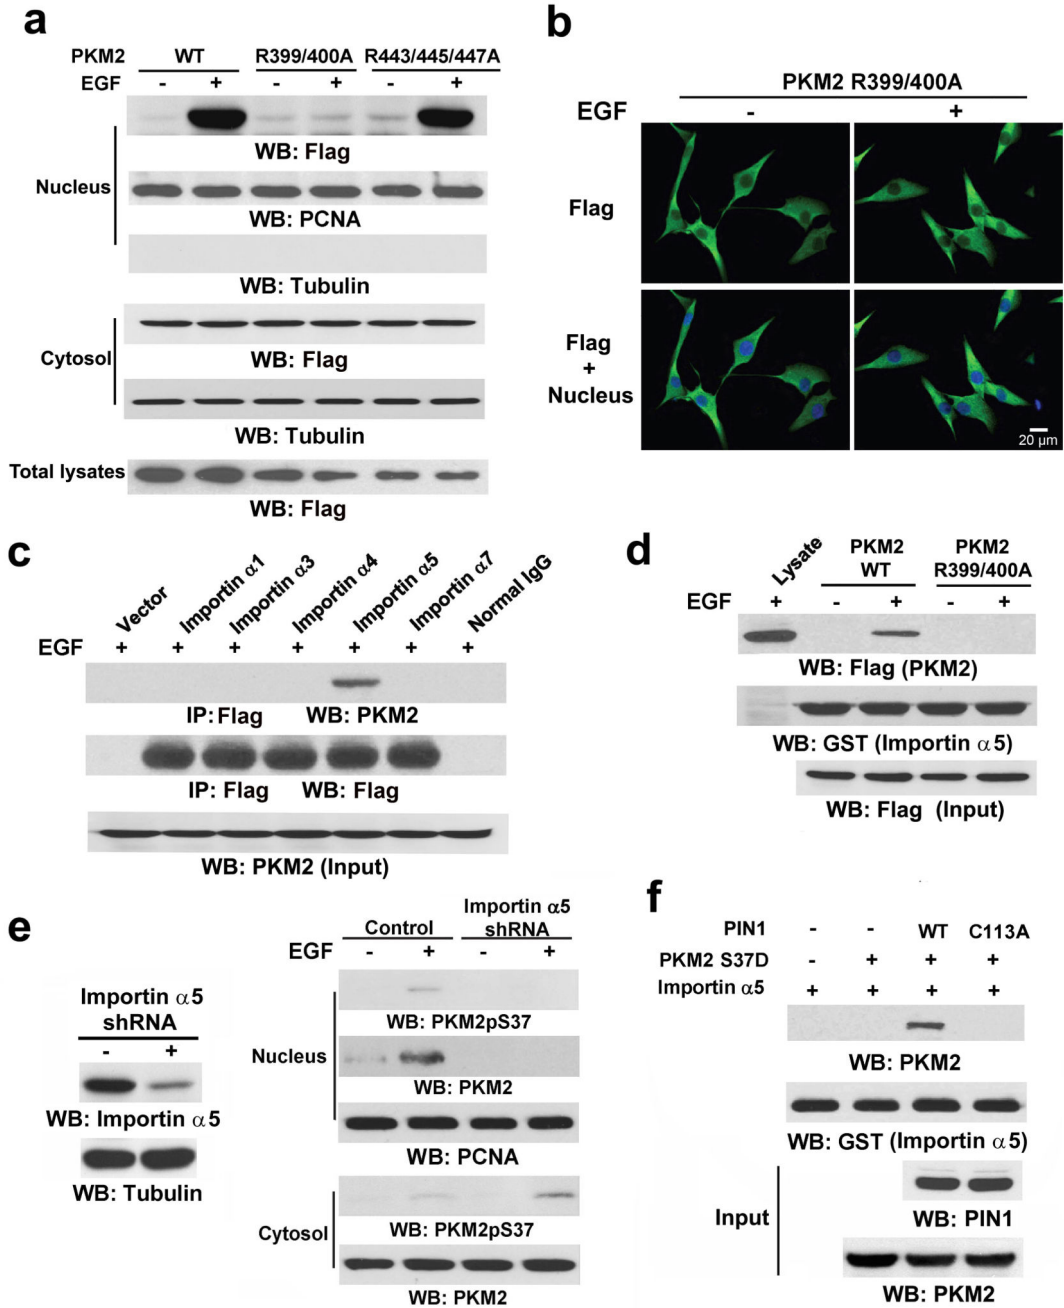 a
PKM2 WT R399/400A R443/445/447A
EGF - + - + - +
WB: Flag
Nucleus
WB: PCNA
WB: Tubulin
Cytosol
WB: Flag
WB: Tubulin
Total lysates
WB: Flag
b
PKM2 R399/400A
EGF - +
Flag
Flag
+
Nucleus
20 μm
c
Vector Importin α1 Importin α3 Importin α4 Importin α5 Importin α7 Normal IgG
EGF + + + + + + +
IP: Flag WB: PKM2
IP: Flag WB: Flag
WB: PKM2 (Input)
d
Lysate PKM2 WT PKM2 R399/400A
EGF + - + - +
WB: Flag (PKM2)
WB: GST (Importin α5)
WB: Flag (Input)
e
Importin α5
shRNA
- +
WB: Importin α5
WB: Tubulin
Control Importin α5 shRNA
EGF - + - +
WB: PKM2pS37
Nucleus
WB: PKM2
WB: PCNA
Cytosol
WB: PKM2pS37
WB: PKM2
f
PIN1 - - WT C113A
PKM2 S37D - + + +
Importin α5 + + + +
WB: PKM2
WB: GST (Importin α5)
Input
WB: PIN1
WB: PKM2